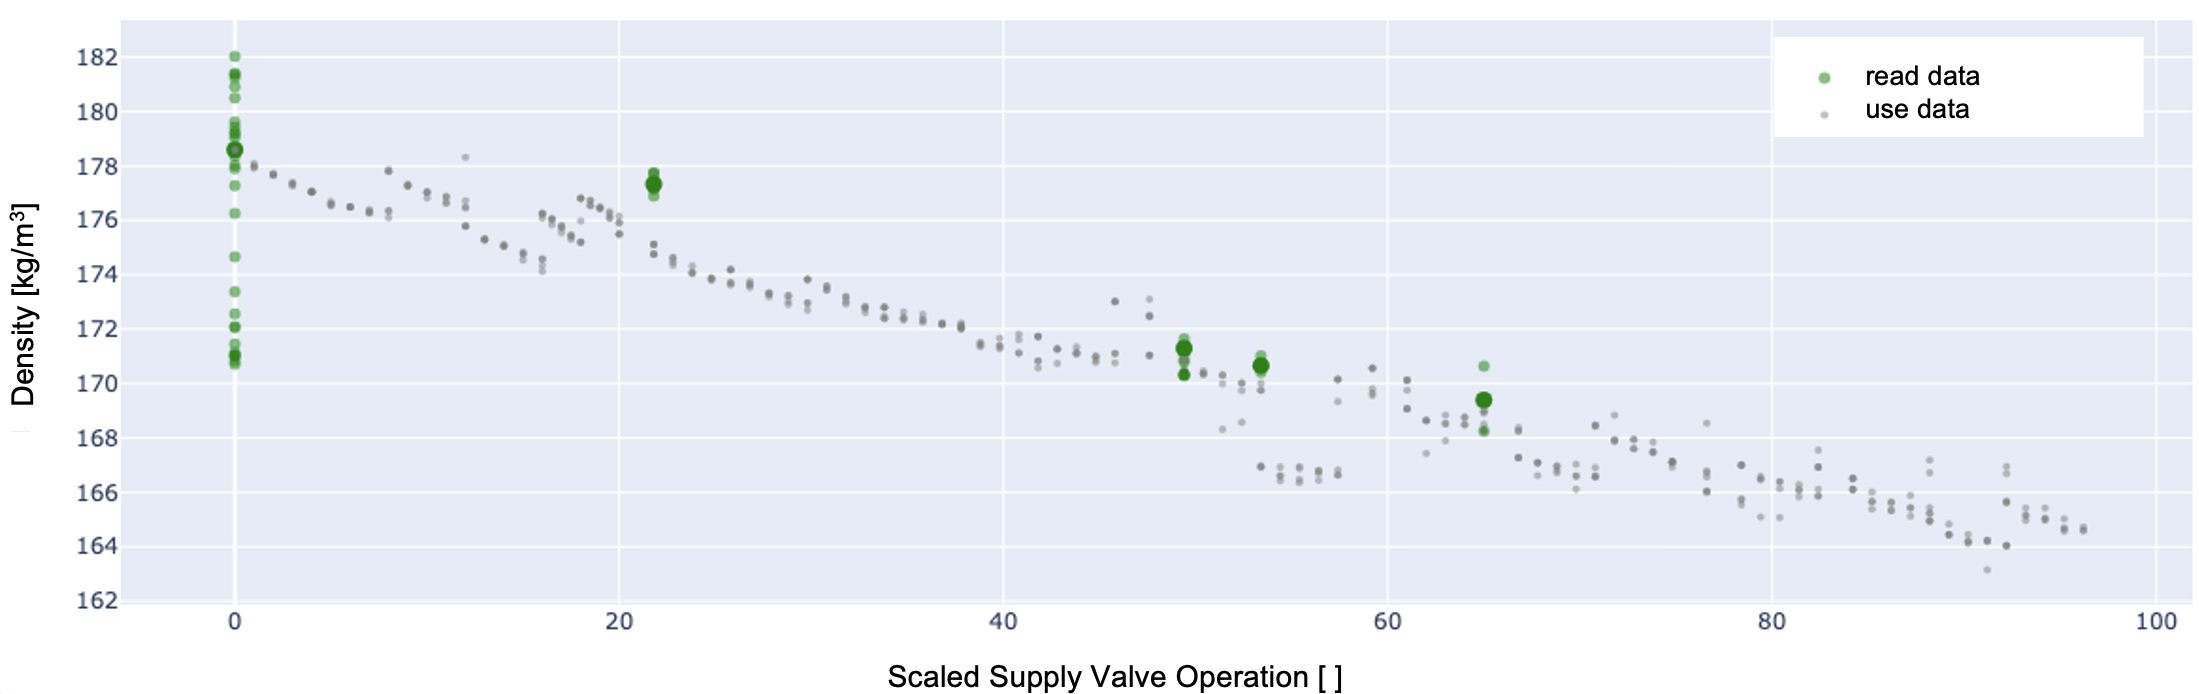 182
180
178
176
174
172
170
168
166
164
162
Density [kg/m³]
0 20 40 60 80 100
Scaled Supply Valve Operation [ ]
read data
use data